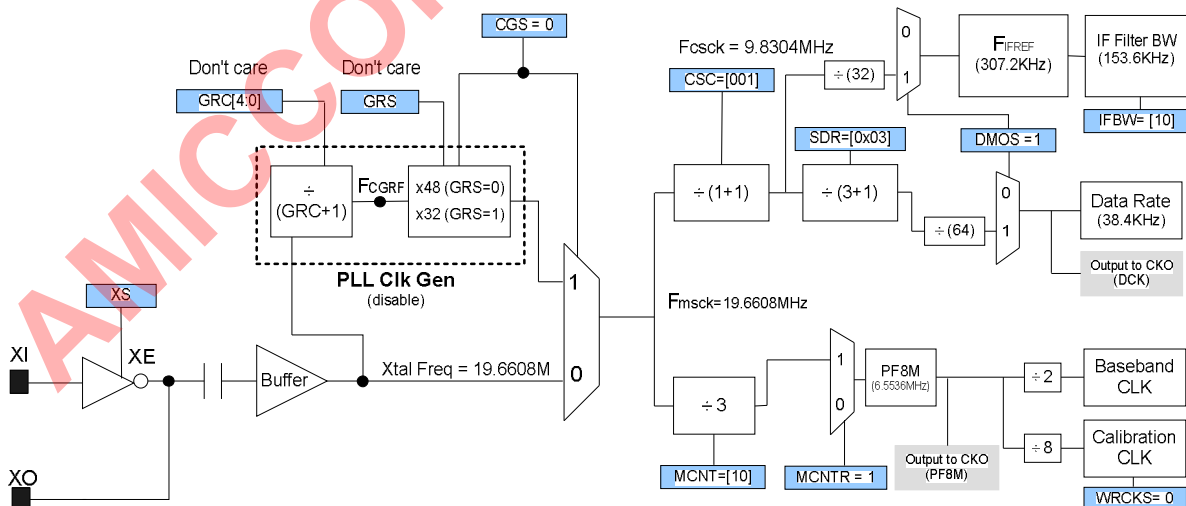 CGS = 0
Don't care
Don't care
GRC[4:0]
GRS
÷
(GRC+1)
FCGRF
x48 (GRS=0)
x32 (GRS=1)
PLL Clk Gen
(disable)
XS
XI
XE
XO
Buffer
Xtal Freq = 19.6608M
1
0
Fcsck = 9.8304MHz
CSC=[001]
÷ (1+1)
÷ (32)
0
1
FIFREF
(307.2KHz)
IF Filter BW
(153.6KHz)
IFBW= [10]
SDR=[0x03]
DMOS =1
÷ (3+1)
÷ (64)
0
1
Data Rate
(38.4KHz)
Output to CKO
(DCK)
Fmsck=19.6608MHz
÷ 3
MCNT=[10]
1
0
MCNTR = 1
PF8M
(6.5536MHz)
Output to CKO
(PF8M)
÷2
Baseband
CLK
÷8
Calibration
CLK
WRCKS= 0
AMICCO